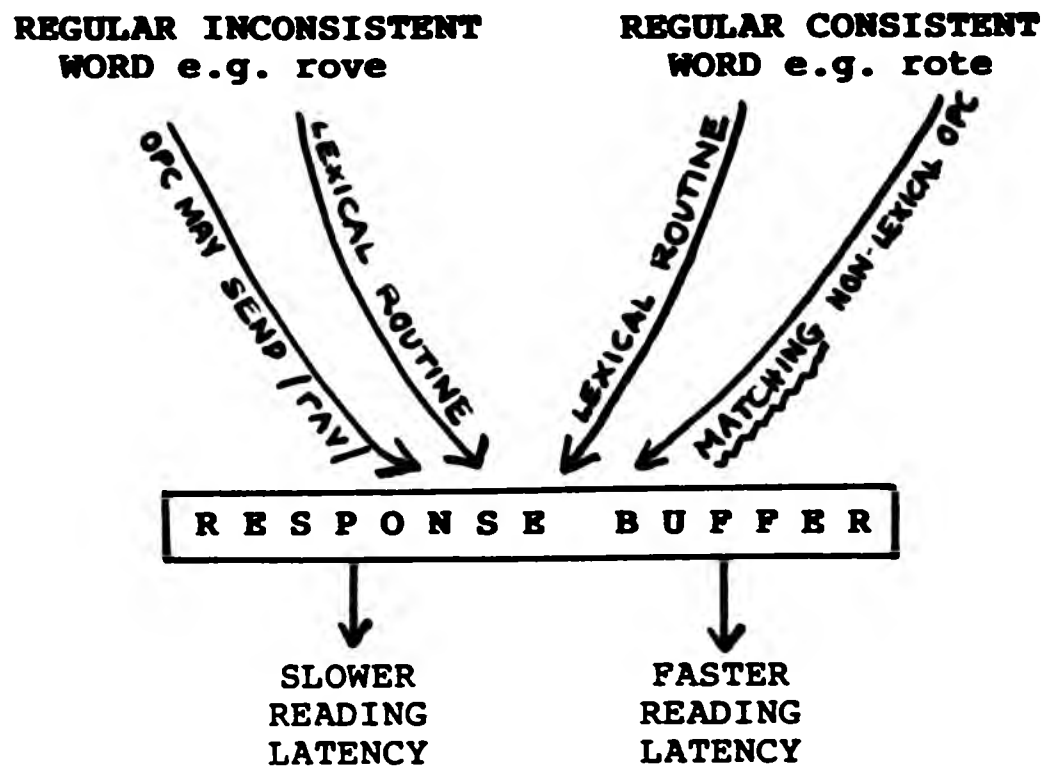 REGULAR INCONSISTENT
WORD e.g. rove
REGULAR CONSISTENT
WORD e.g. rote
OPC MAY SEND /rʌv/
LEXICAL ROUTINE
LEXICAL ROUTINE
MATCHING NON-LEXICAL OPC
RESPONSE BUFFER
SLOWER
READING
LATENCY
FASTER
READING
LATENCY